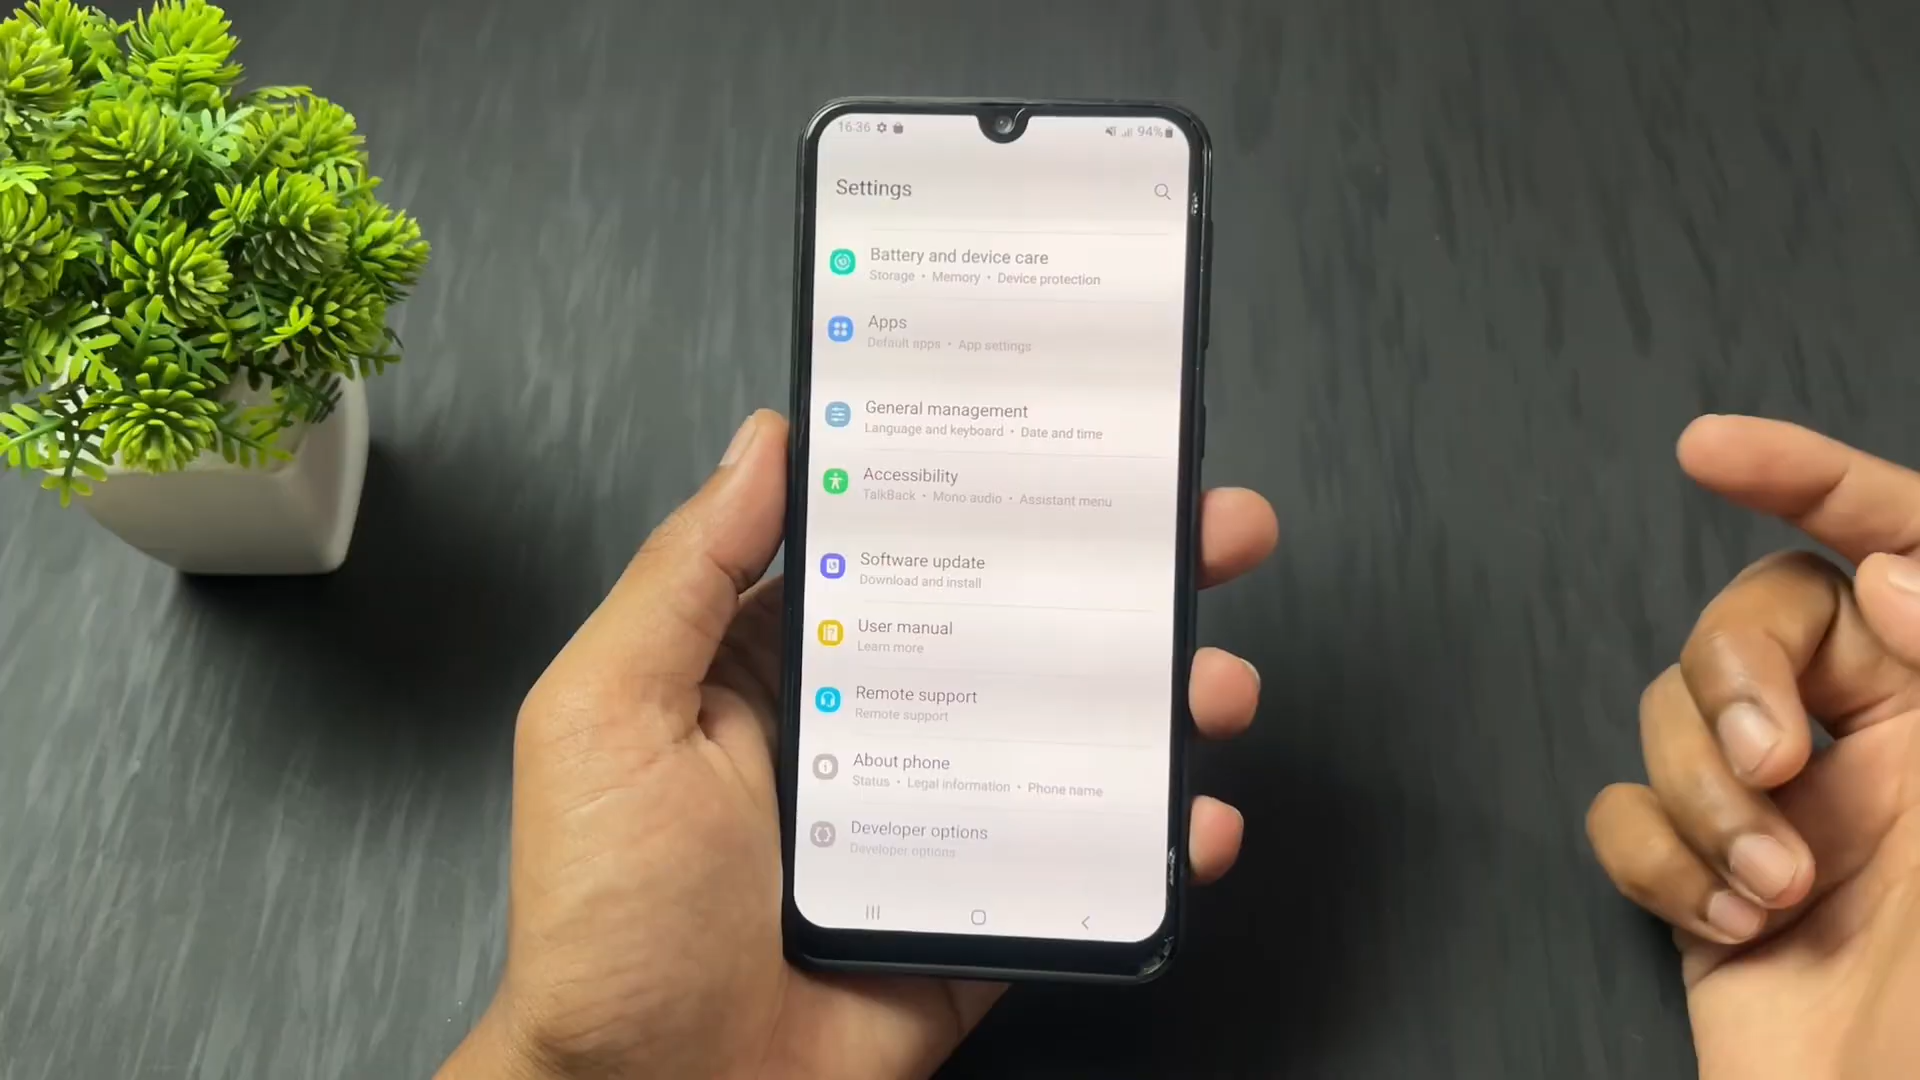 16:36
94%
Settings
Battery and device care
Storage • Memory • Device protection
Apps
Default apps • App settings
General management
Language and keyboard • Date and time
Accessibility
TalkBack • Mono audio • Assistant menu
Software update
Download and install
User manual
Learn more
Remote support
Remote support
About phone
Status • Legal information • Phone name
Developer options
Developer options